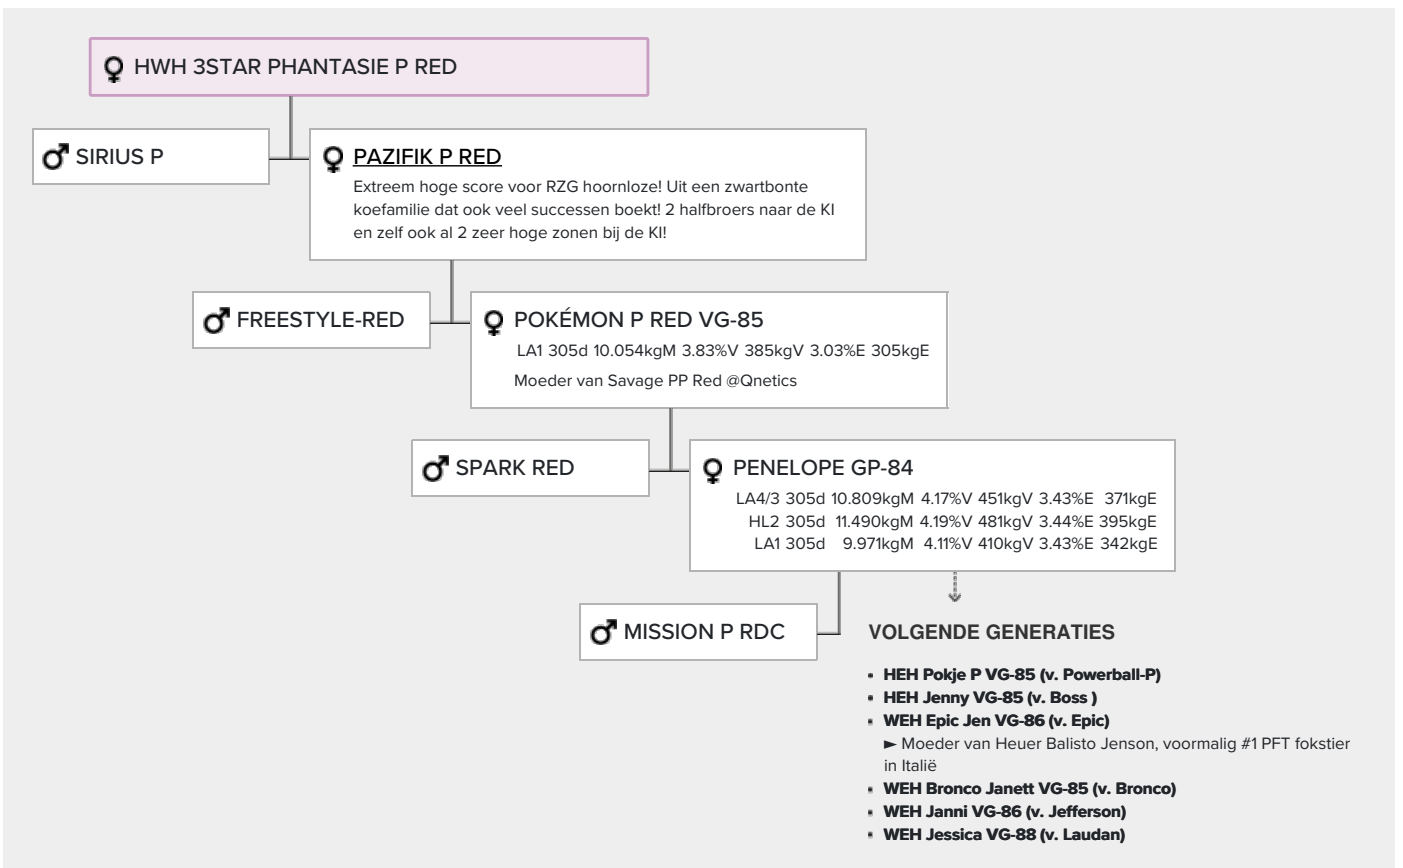 HWH 3STAR PHANTASIE P RED
SIRIUS P
PAZIFIK P RED
Extreem hoge score voor RZG hoornloze! Uit een zwartbonte
koefamilie dat ook veel successen boekt! 2 halfbroers naar de KI
en zelf ook al 2 zeer hoge zonen bij de KI!
FREESTYLE-RED
POKÉMON P RED VG-85
LA1 305d 10.054kgM 3.83%V 385kgV 3.03%E 305kgE
Moeder van Savage PP Red @Qnetics
SPARK RED
PENELOPE GP-84
LA4/3 305d 10.809kgM 4.17%V 451kgV 3.43%E 371kgE
HL2 305d 11.490kgM 4.19%V 481kgV 3.44%E 395kgE
LA1 305d 9.971kgM 4.11%V 410kgV 3.43%E 342kgE
MISSION P RDC
VOLGENDE GENERATIES
HEH Pokje P VG-85 (v. Powerball-P)
HEH Jenny VG-85 (v. Boss )
WEH Epic Jen VG-86 (v. Epic)
► Moeder van Heuer Balisto Jenson, voormalig #1 PFT fokstier
in Italië
WEH Bronco Janett VG-85 (v. Bronco)
WEH Janni VG-86 (v. Jefferson)
WEH Jessica VG-88 (v. Laudan)